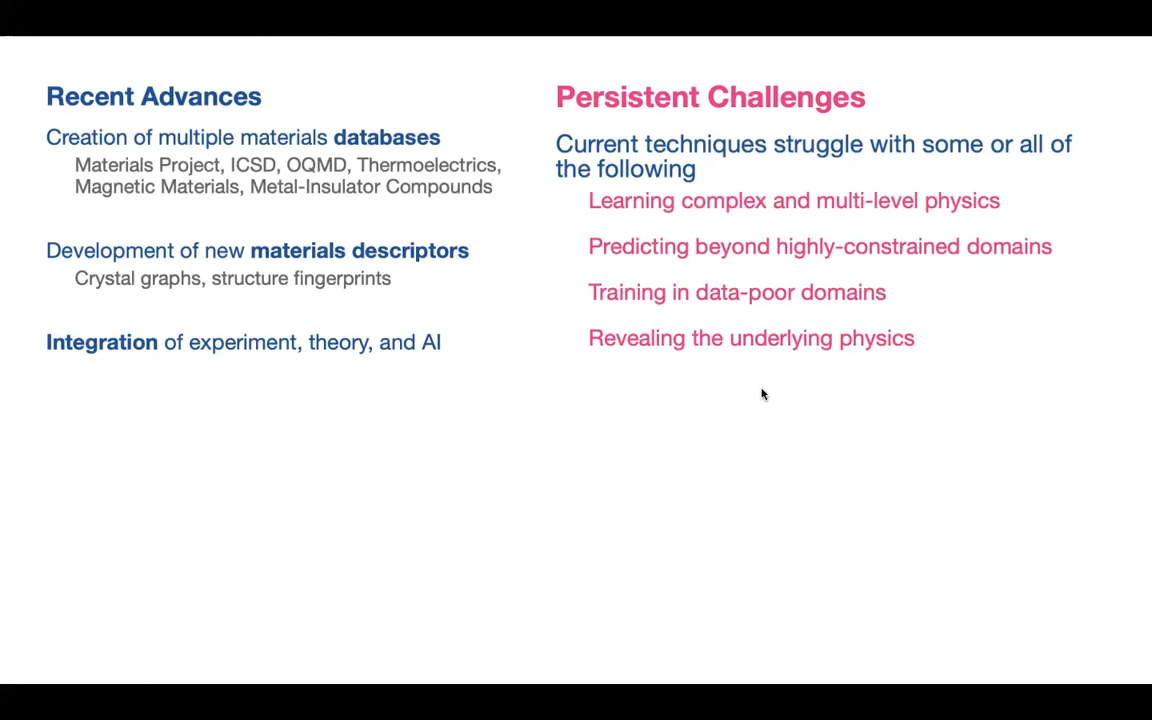 Recent Advances
Creation of multiple materials databases
Materials Project, ICSD, OQMD, Thermoelectrics,
Magnetic Materials, Metal-Insulator Compounds
Development of new materials descriptors
Crystal graphs, structure fingerprints
Integration of experiment, theory, and AI
Persistent Challenges
Current techniques struggle with some or all of
the following
Learning complex and multi-level physics
Predicting beyond highly-constrained domains
Training in data-poor domains
Revealing the underlying physics